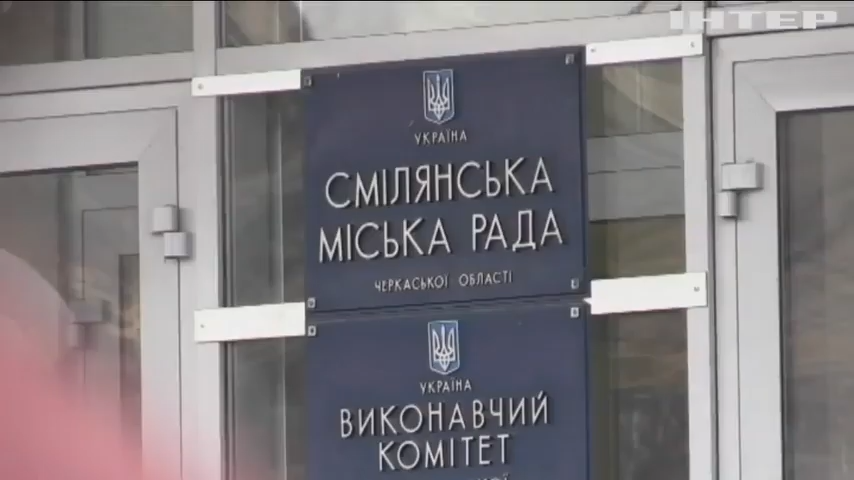 ІНТЕР
УКРАЇНА
СМІЛЯНСЬКА
МІСЬКА РАДА
ЧЕРКАСЬКОЇ ОБЛАСТІ
УКРАЇНА
ВИКОНАВЧИЙ
КОМІТЕТ